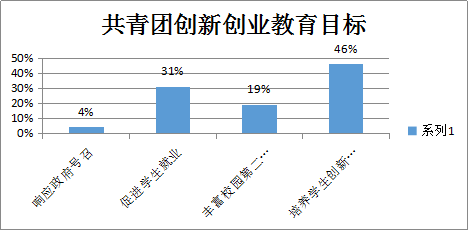 共青团创新创业教育目标
50%
40%
30%
20%
10%
0%
4%
31%
19%
46%
响应政府号召
促进学生就业
丰富校园第二…
培养学生创新…
系列1